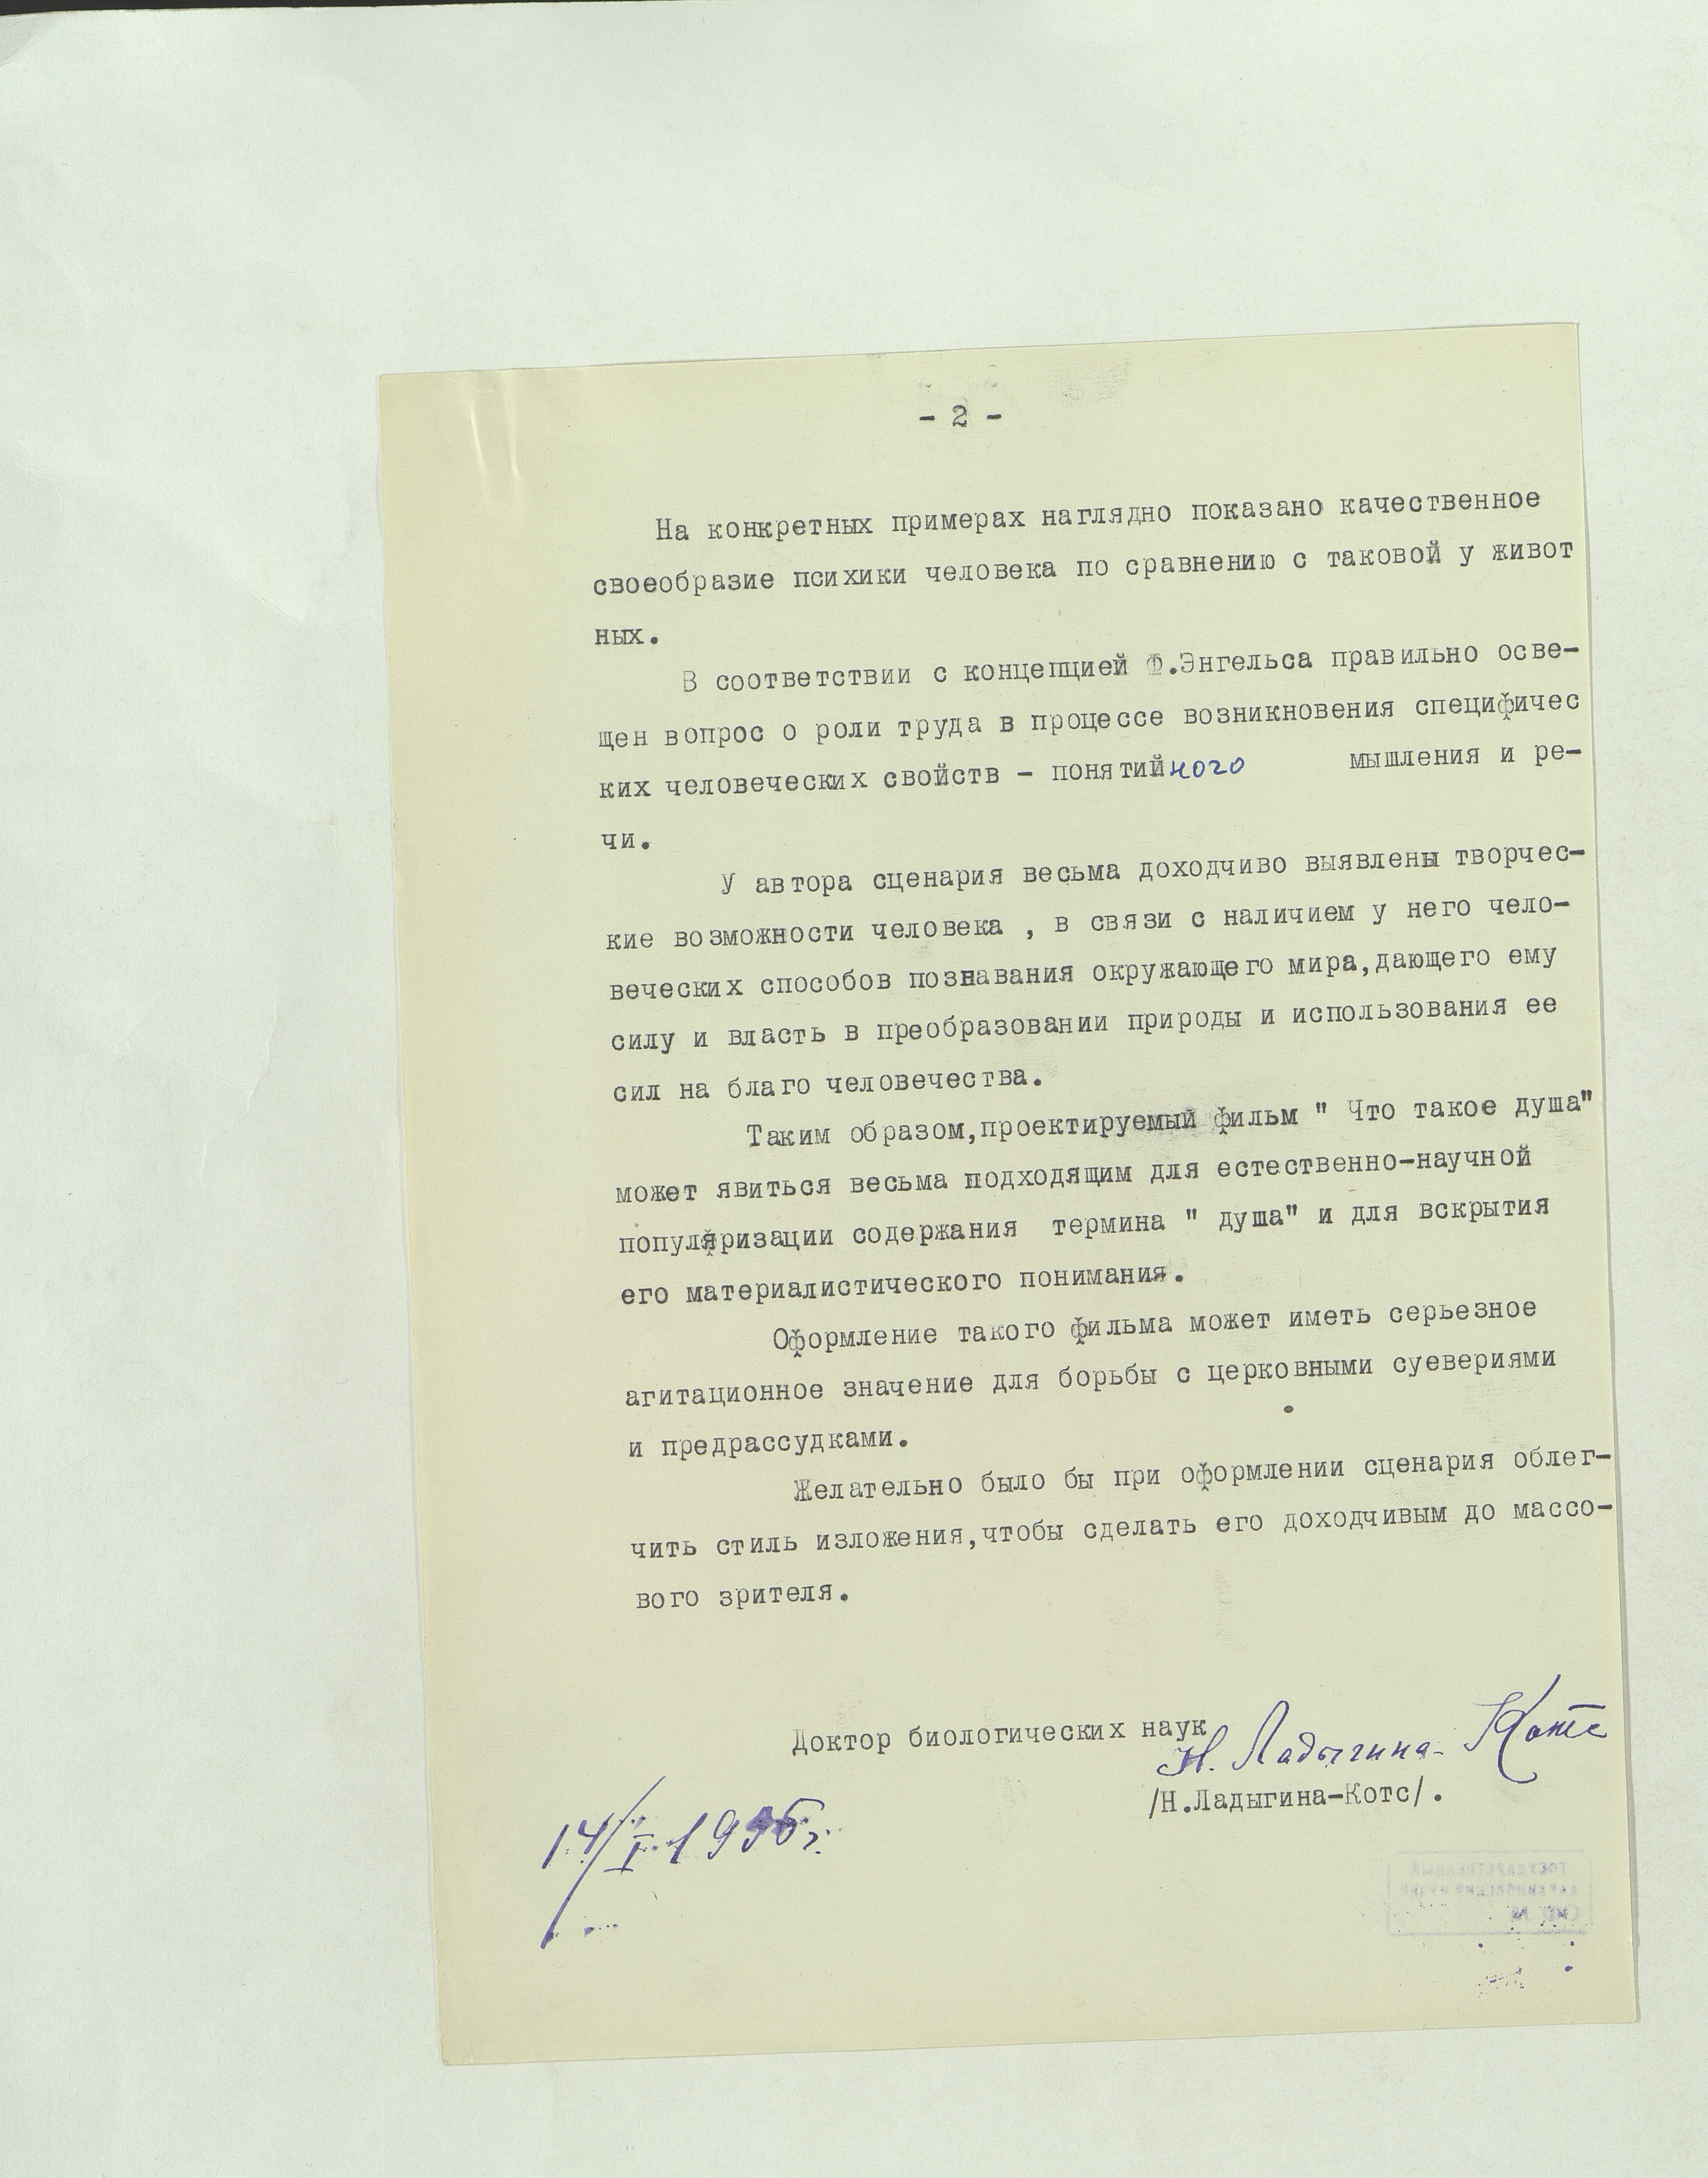 - 2 -
На конкретных примерах наглядно показано качественное
своеобразие психики человека по сравнению с таковой у живот
ных.
В соответствии с концепцией Ф.Энгельса правильно осве-
щен вопрос о роли труда в процессе возникновения специфичес
ких человеческих свойств - понятийного мышления и ре-
чи.
У автора сценария весьма доходчиво выявлены творчес-
кие возможности человека , в связи с наличием у него чело-
веческих способов познавания окружающего мира,дающего ему
силу и власть в преобразовании природы и использования ее
сил на благо человечества.
Таким образом,проектируемый фильм " Что такое душа"
может явиться весьма подходящим для естественно-научной
популяризации содержания термина " душа" и для вскрытия
его материалистического понимания.
Оформление такого фильма может иметь серьезное
агитационное значение для борьбы с церковными суевериями
и предрассудками.
Желательно было бы при оформлении сценария облег-
чить стиль изложения,чтобы сделать его доходчивым до массо-
вого зрителя.
Доктор биологических наук
Н. Ладыгина-Котс
/Н.Ладыгина-Котс/.
14/I 1956 г.
ГОСУДАРСТВЕННЫЙ
ДАРВИНОВСКИЙ МУЗЕЙ